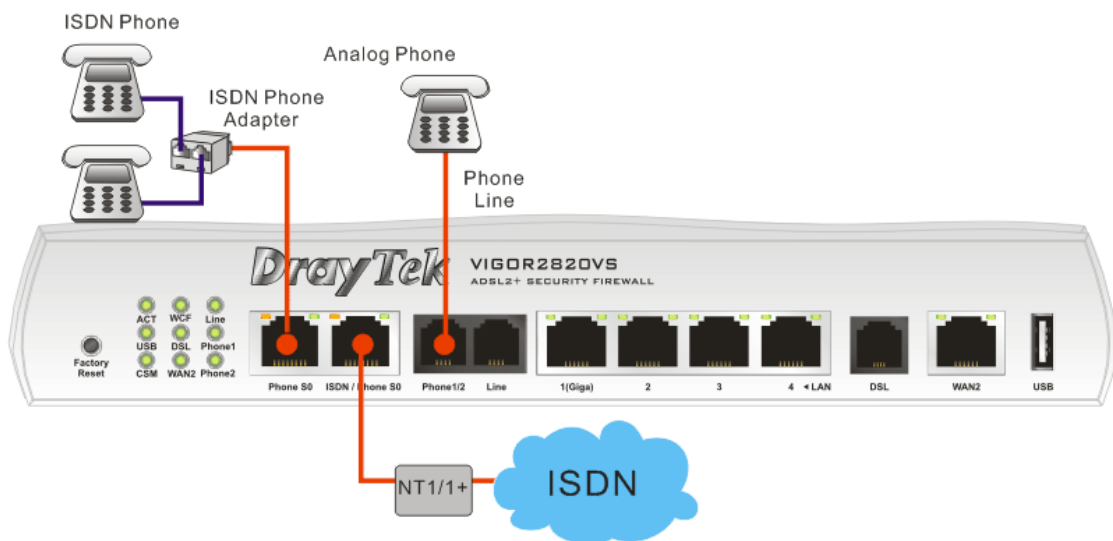 ISDN Phone
ISDN Phone
Adapter
Analog Phone
Phone
Line
DrayTek
VIGOR2820VS
ADSL2+ SECURITY FIREWALL
Factory
Reset
ACT WCF Line
USB DSL Phone1
CSM WAN2 Phone2
Phone S0 ISDN / Phone S0 Phone1/2 Line 1(Giga) 2 3 4 ◄LAN DSL WAN2 USB
NT1/1+
ISDN